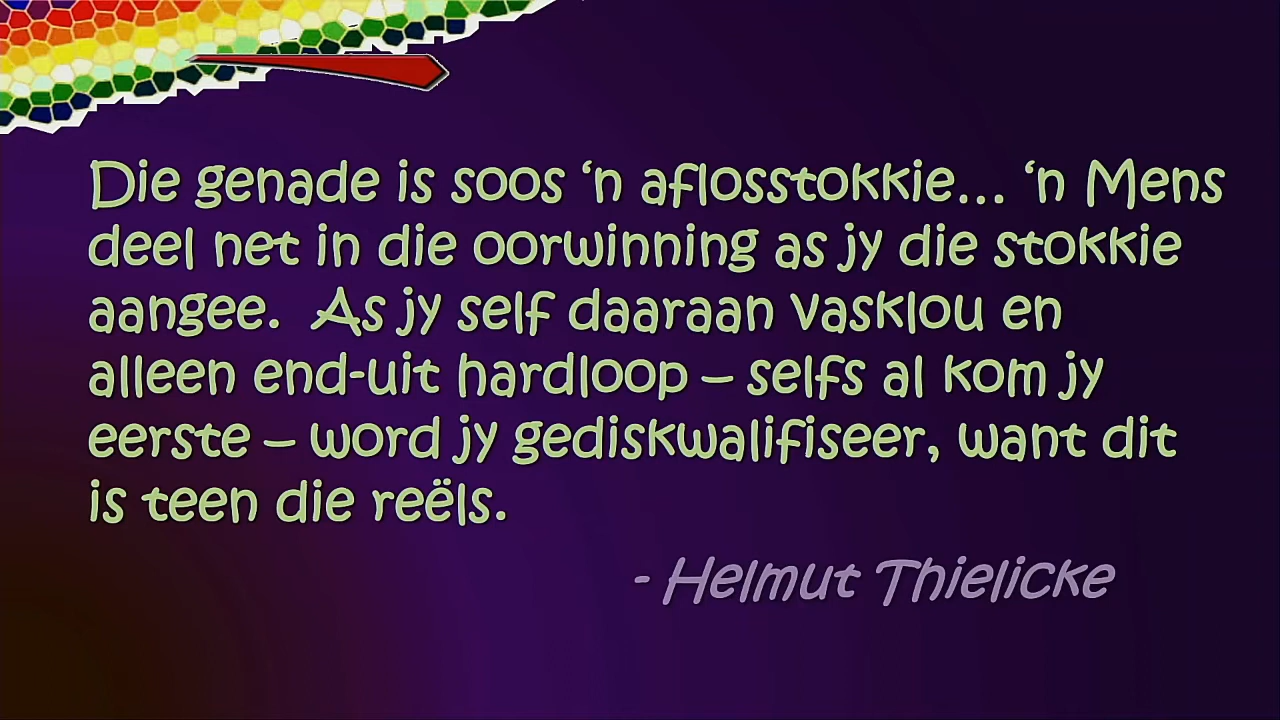 Die genade is soos ‘n aflosstokkie... ‘n Mens
deel net in die oorwinning as jy die stokkie
aangee.  As jy self daaraan vasklou en
alleen end-uit hardloop – selfs al kom jy
eerste – word jy gediskwalifiseer, want dit
is teen die reëls.
- Helmut Thielicke